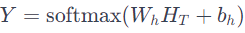 Y = softmax(W_h H_T + b_h)